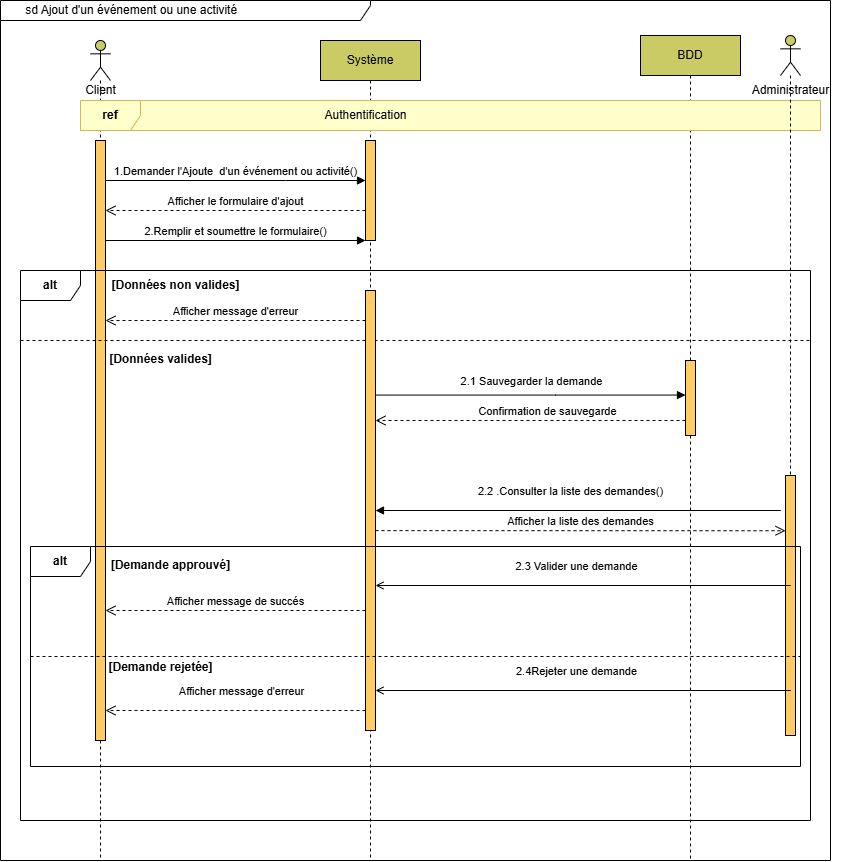 sd Ajout d'un événement ou une activité
Système
BDD
Client
Administrateur
ref
Authentification
1.Demander l'Ajoute d'un événement ou activité()
Afficher le formulaire d'ajout
2.Remplir et soumettre le formulaire()
alt
[Données non valides]
Afficher message d'erreur
[Données valides]
2.1 Sauvegarder la demande
Confirmation de sauvegarde
2.2 .Consulter la liste des demandes()
Afficher la liste des demandes
alt
[Demande approuvé]
2.3 Valider une demande
Afficher message de succés
[Demande rejetée]
2.4Rejeter une demande
Afficher message d'erreur